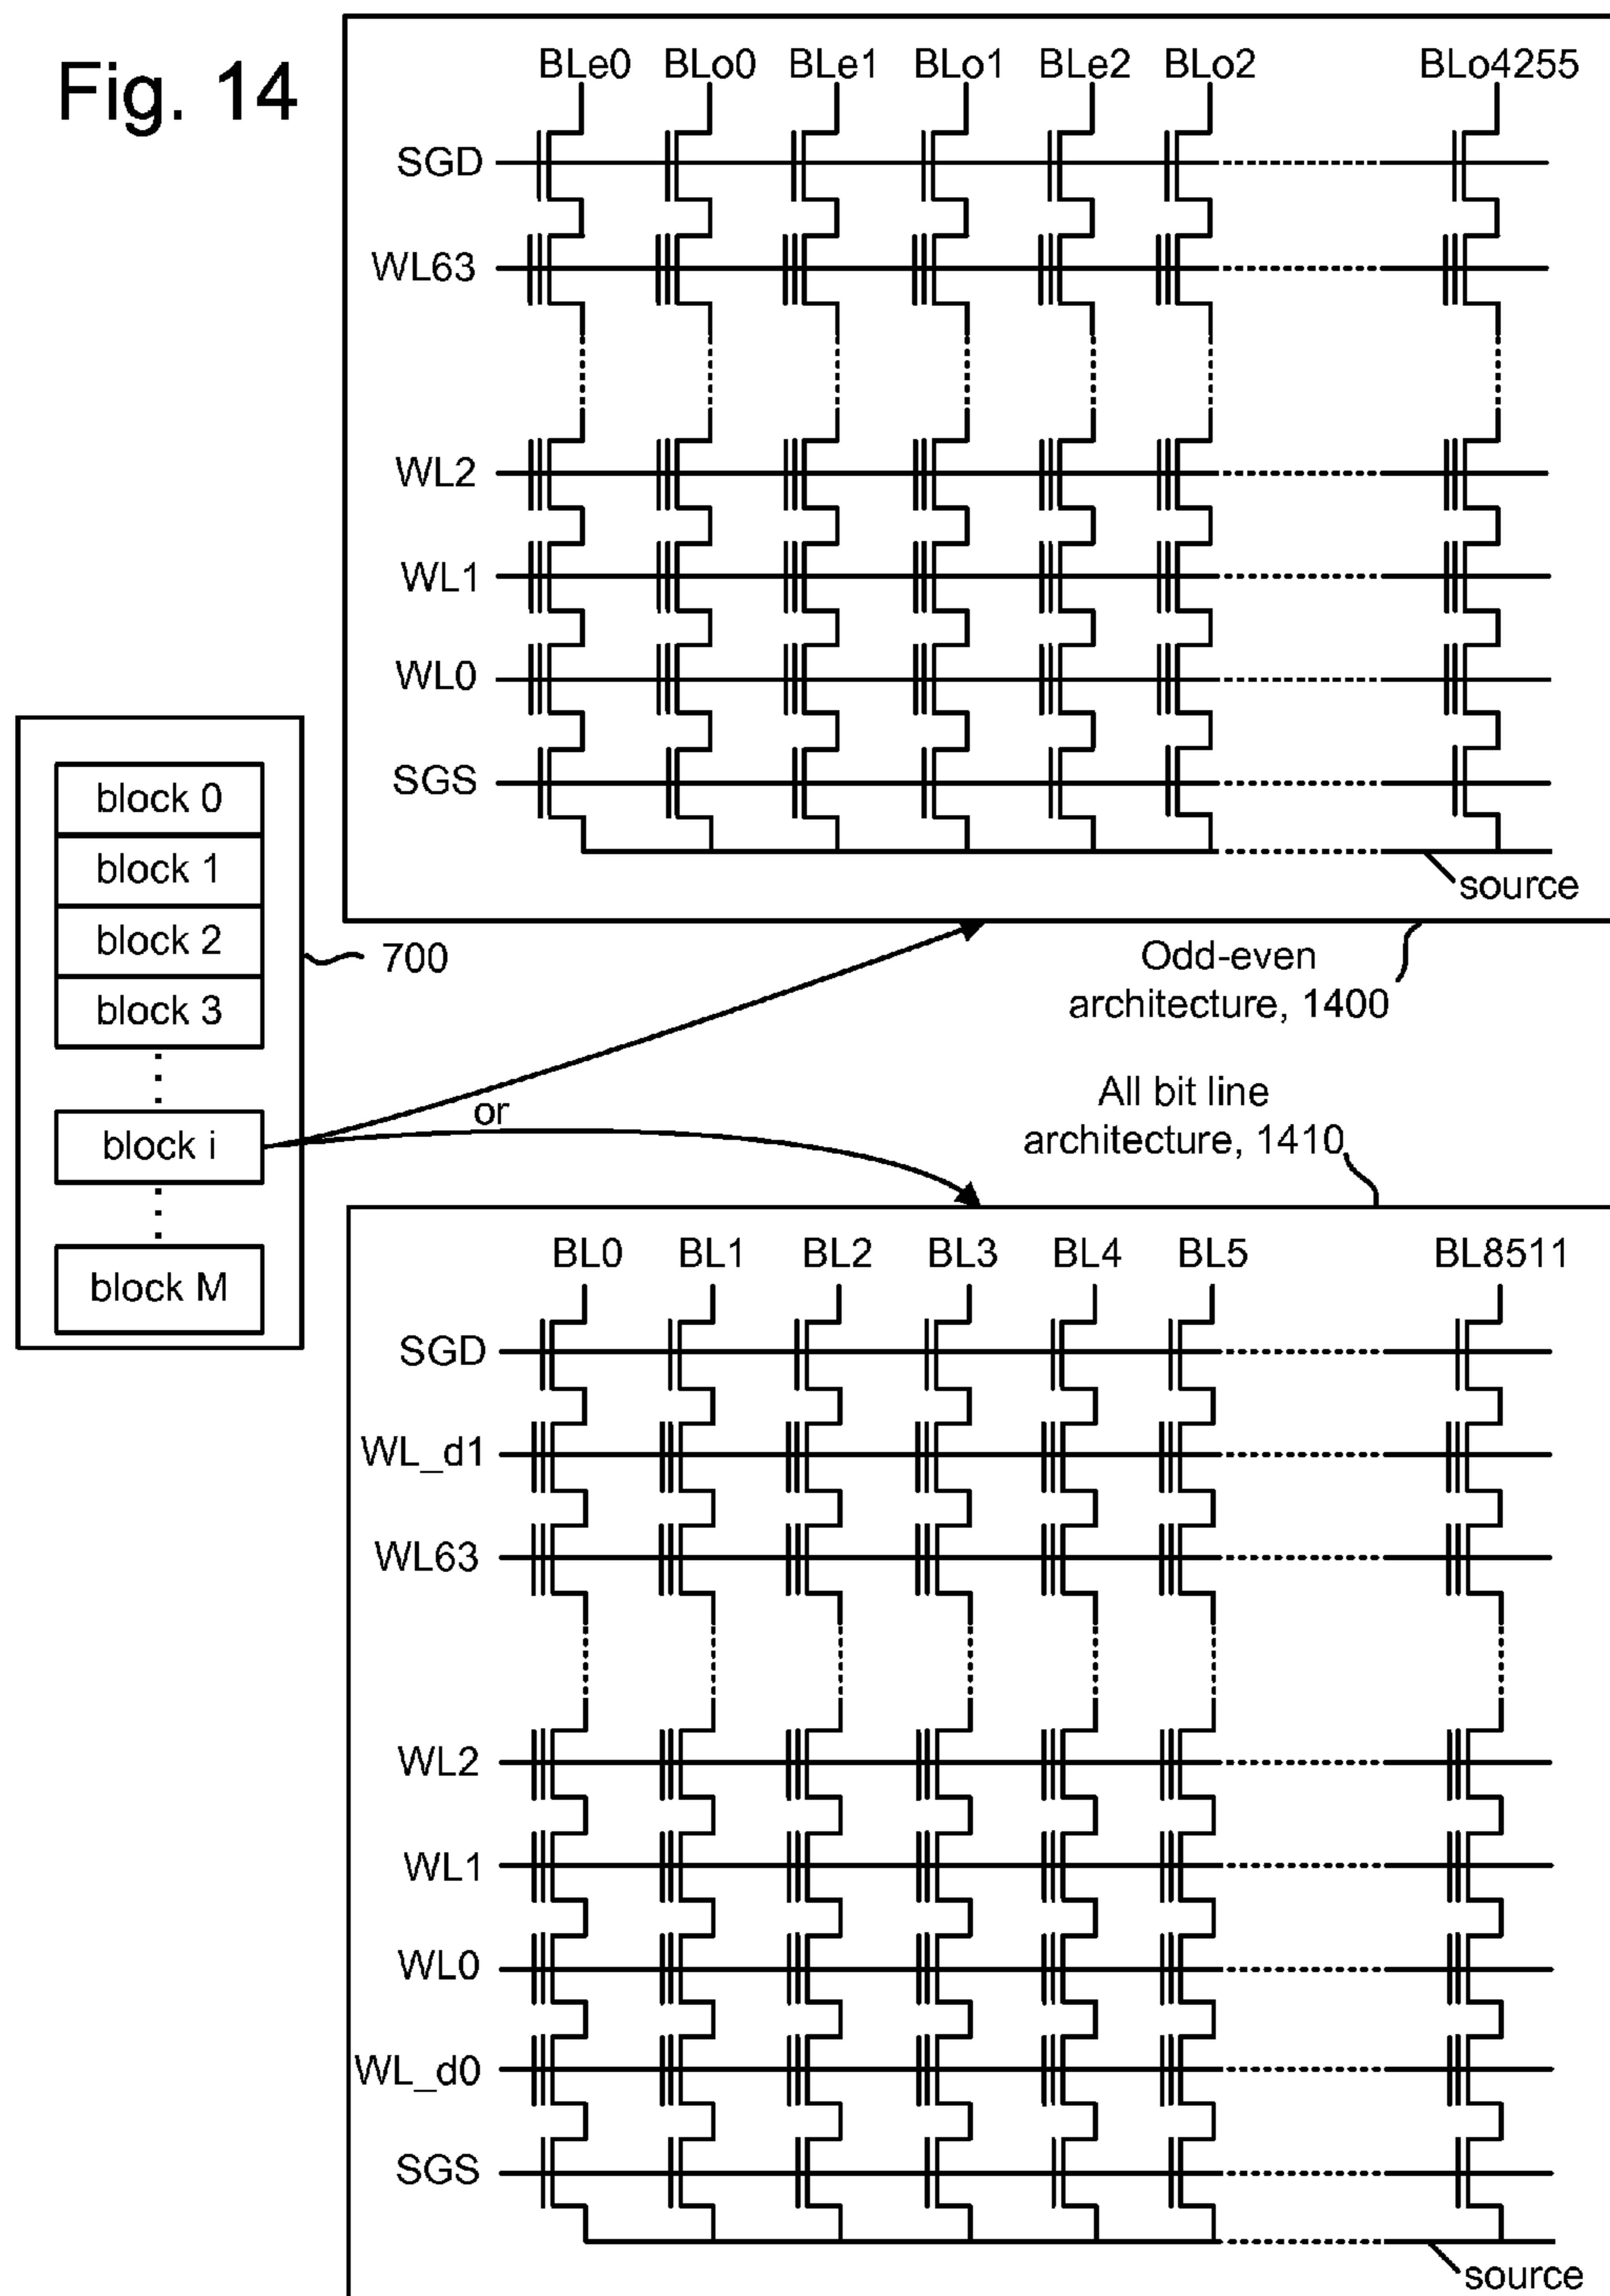 Fig. 14
BLe0 BLo0 BLe1 BLo1 BLe2 BLo2 BLo4255
SGD
WL63
WL2
WL1
WL0
SGS
source
block 0
block 1
block 2
block 3
block i
block M
700
Odd-even
architecture, 1400
or
All bit line
architecture, 1410
BL0 BL1 BL2 BL3 BL4 BL5 BL8511
SGD
WL_d1
WL63
WL2
WL1
WL0
WL_d0
SGS
source